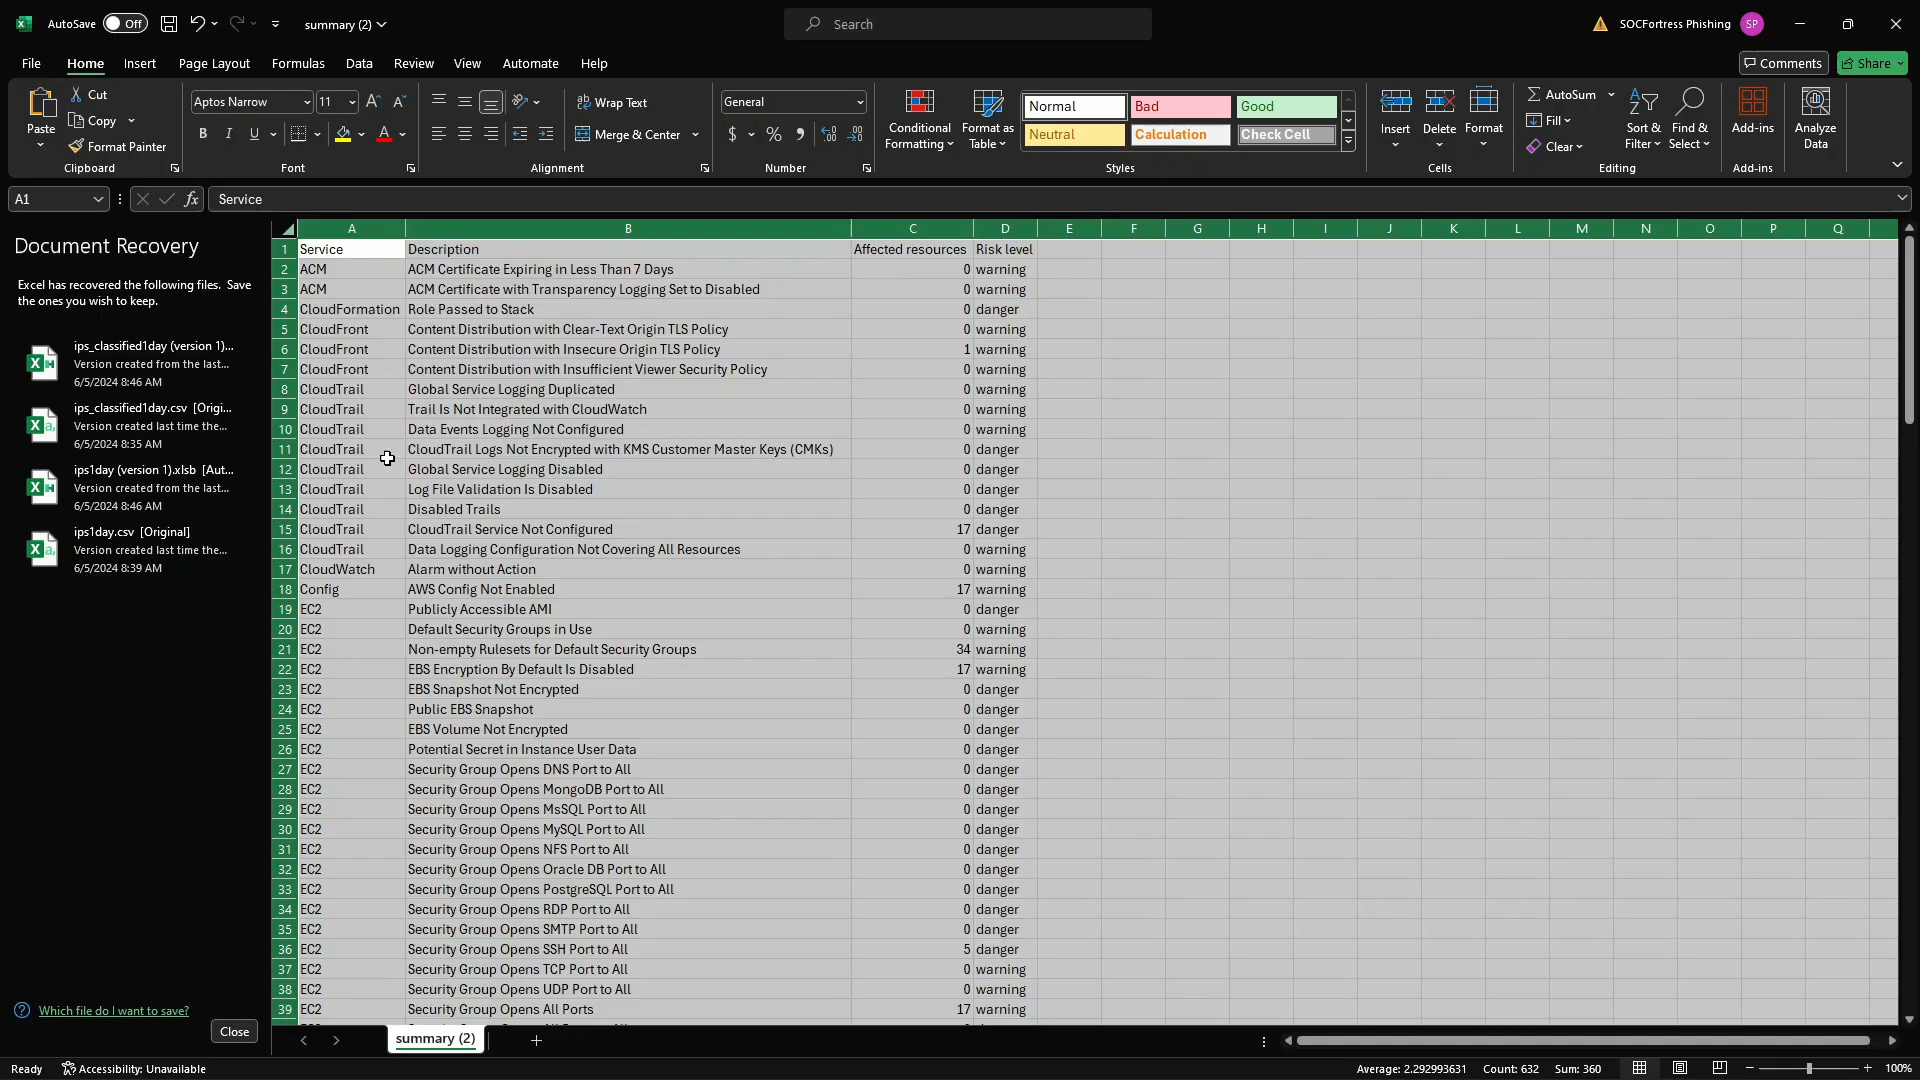 AutoSave Off summary (2) Search SOCFortress Phishing SP
File Home Insert Page Layout Formulas Data Review View Automate Help Comments Share
Paste Cut Copy Format Painter Clipboard
Aptos Narrow 11 B I U Font
Wrap Text Merge & Center Alignment
General $ % Number
Conditional Formatting Format as Table Normal Bad Good Neutral Calculation Check Cell Styles
Insert Delete Format Cells
AutoSum Fill Clear Sort & Filter Find & Select Editing
Add-ins Add-ins
Analyze Data
A1 fx Service
Document Recovery
Excel has recovered the following files. Save
the ones you wish to keep.
ips_classified1day (version 1)...
Version created from the last...
6/5/2024 8:46 AM
ips_classified1day.csv [Origi...
Version created last time the...
6/5/2024 8:35 AM
ips1day (version 1).xlsb [Aut...
Version created from the last...
6/5/2024 8:46 AM
ips1day.csv [Original]
Version created last time the...
6/5/2024 8:39 AM
Which file do I want to save?
Close
A B C D E F G H I J K L M N O P Q
1 Service Description Affected resources Risk level
2 ACM ACM Certificate Expiring in Less Than 7 Days 0 warning
3 ACM ACM Certificate with Transparency Logging Set to Disabled 0 warning
4 CloudFormation Role Passed to Stack 0 danger
5 CloudFront Content Distribution with Clear-Text Origin TLS Policy 0 warning
6 CloudFront Content Distribution with Insecure Origin TLS Policy 1 warning
7 CloudFront Content Distribution with Insufficient Viewer Security Policy 0 warning
8 CloudTrail Global Service Logging Duplicated 0 warning
9 CloudTrail Trail Is Not Integrated with CloudWatch 0 warning
10 CloudTrail Data Events Logging Not Configured 0 warning
11 CloudTrail CloudTrail Logs Not Encrypted with KMS Customer Master Keys (CMKs) 0 danger
12 CloudTrail Global Service Logging Disabled 0 danger
13 CloudTrail Log File Validation Is Disabled 0 danger
14 CloudTrail Disabled Trails 0 danger
15 CloudTrail CloudTrail Service Not Configured 17 danger
16 CloudTrail Data Logging Configuration Not Covering All Resources 0 warning
17 CloudWatch Alarm without Action 0 warning
18 Config AWS Config Not Enabled 17 warning
19 EC2 Publicly Accessible AMI 0 danger
20 EC2 Default Security Groups in Use 0 warning
21 EC2 Non-empty Rulesets for Default Security Groups 34 warning
22 EC2 EBS Encryption By Default Is Disabled 17 warning
23 EC2 EBS Snapshot Not Encrypted 0 danger
24 EC2 Public EBS Snapshot 0 danger
25 EC2 EBS Volume Not Encrypted 0 danger
26 EC2 Potential Secret in Instance User Data 0 danger
27 EC2 Security Group Opens DNS Port to All 0 danger
28 EC2 Security Group Opens MongoDB Port to All 0 danger
29 EC2 Security Group Opens MsSQL Port to All 0 danger
30 EC2 Security Group Opens MySQL Port to All 0 danger
31 EC2 Security Group Opens NFS Port to All 0 danger
32 EC2 Security Group Opens Oracle DB Port to All 0 danger
33 EC2 Security Group Opens PostgreSQL Port to All 0 danger
34 EC2 Security Group Opens RDP Port to All 0 danger
35 EC2 Security Group Opens SMTP Port to All 0 danger
36 EC2 Security Group Opens SSH Port to All 5 danger
37 EC2 Security Group Opens TCP Port to All 0 warning
38 EC2 Security Group Opens UDP Port to All 0 warning
39 EC2 Security Group Opens All Ports 17 warning
summary (2)
Ready Accessibility: Unavailable Average: 2.292993631 Count: 632 Sum: 360 100%